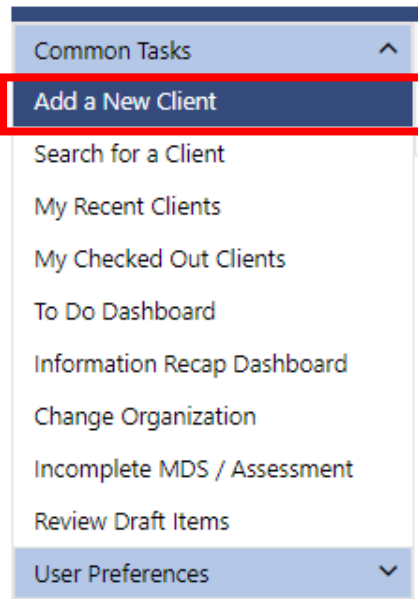 Common Tasks
Add a New Client
Search for a Client
My Recent Clients
My Checked Out Clients
To Do Dashboard
Information Recap Dashboard
Change Organization
Incomplete MDS / Assessment
Review Draft Items
User Preferences